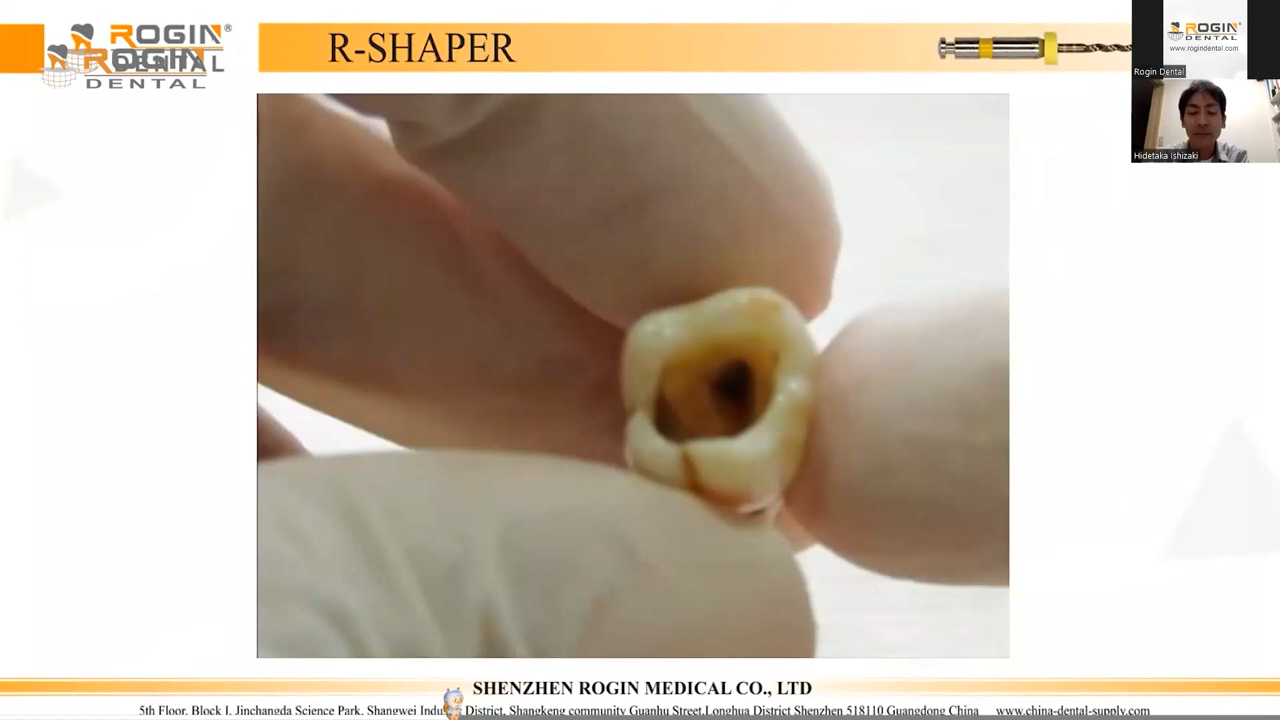 ROGIN®
DENTAL
ROGIN
DENTAL
R-SHAPER
ROGIN®
DENTAL
www.rogindental.com
Rogin Dental
Hidetaka Ishizaki
SHENZHEN ROGIN MEDICAL CO., LTD
5th Floor, Block I, Jinchangda Science Park, Shangwei Indu District, Shangkeng community Guanhu Street,Longhua District,Shenzhen 518110 Guangdong China www.china-dental-supply.com